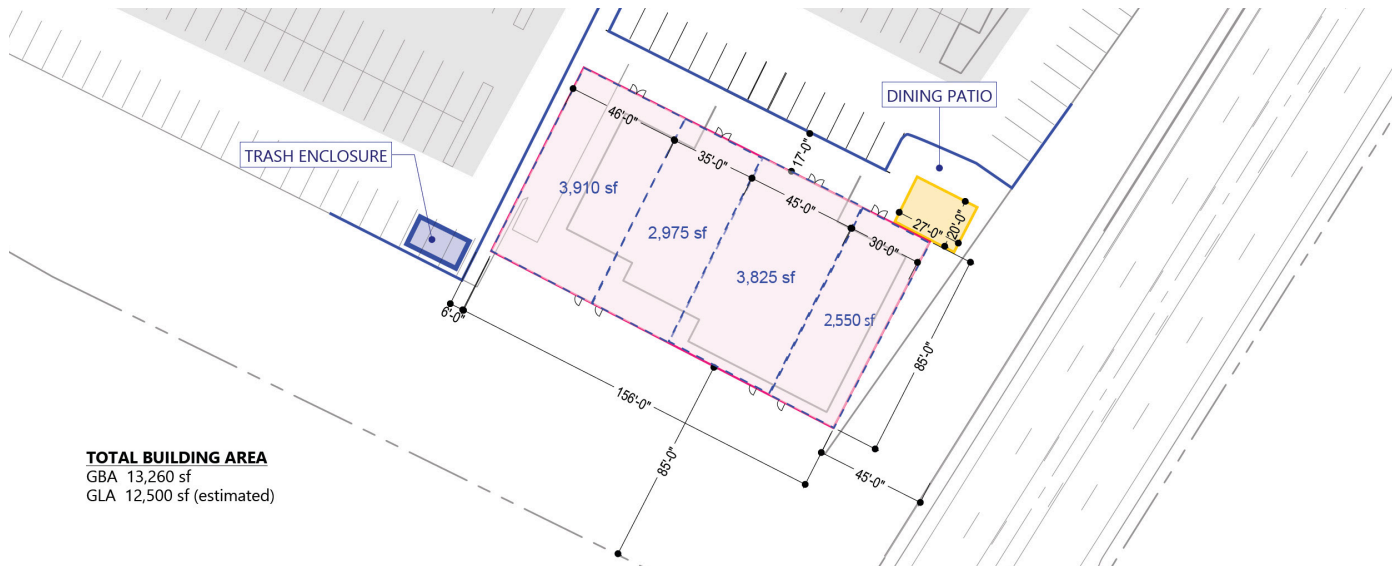 DINING PATIO
TRASH ENCLOSURE
46'-0"
35'-0"
17'-0"
45'-0"
30'-0"
27'-0"
20'-0"
3,910 sf
2,975 sf
3,825 sf
2,550 sf
6'-0"
156'-0"
85'-0"
85'-0"
45'-0"
TOTAL BUILDING AREA
GBA 13,260 sf
GLA 12,500 sf (estimated)